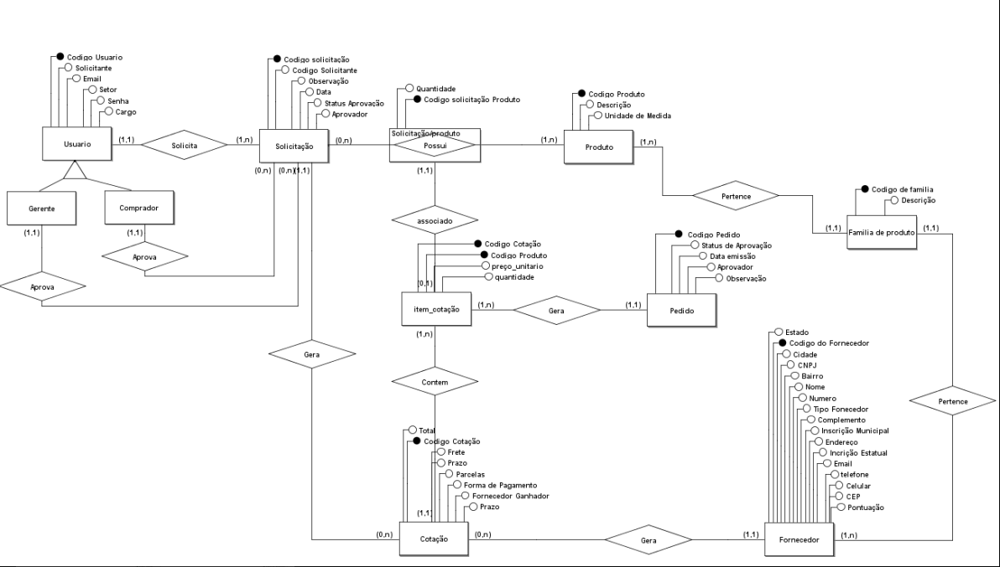 Codigo Usuario
Solicitante
Email
Setor
Senha
Cargo
Usuario
(1,1)
Solicita
(1,n)
Codigo solicitação
Codigo Solicitante
Observação
Data
Status Aprovação
Aprovador
Solicitação
(0,n)
Quantidade
Codigo solicitação Produto
Solicitação/produto
Possui
(1,n)
Codigo Produto
Descrição
Unidade de Medida
Produto
(1,n)
Pertence
(1,1)
Codigo de familia
Descrição
Familia de produto
(1,1)
Gerente
Comprador
(1,1)
(1,1)
Aprova
Aprova
(0,n)
(0,n)
(1,1)
(1,1)
associado
Codigo Cotação
Codigo Produto
preço_unitario
quantidade
(0,1)
item_cotação
(1,n)
Gera
(1,1)
Codigo Pedido
Status de Aprovação
Data emissão
Aprovador
Observação
Pedido
(1,n)
Gera
Contem
Estado
Codigo do Fornecedor
Cidade
CNPJ
Bairro
Nome
Numero
Tipo Fonecedor
Complemento
Inscrição Municipal
Endereço
Incrição Estatual
Email
telefone
Celular
CEP
Pontuação
Pertence
Total
Codigo Cotação
Frete
Prazo
Parcelas
Forma de Pagamento
Fornecedor Ganhador
Prazo
(1,1)
(0,n)
Cotação
(0,n)
Gera
(1,1)
Fornecedor
(1,n)